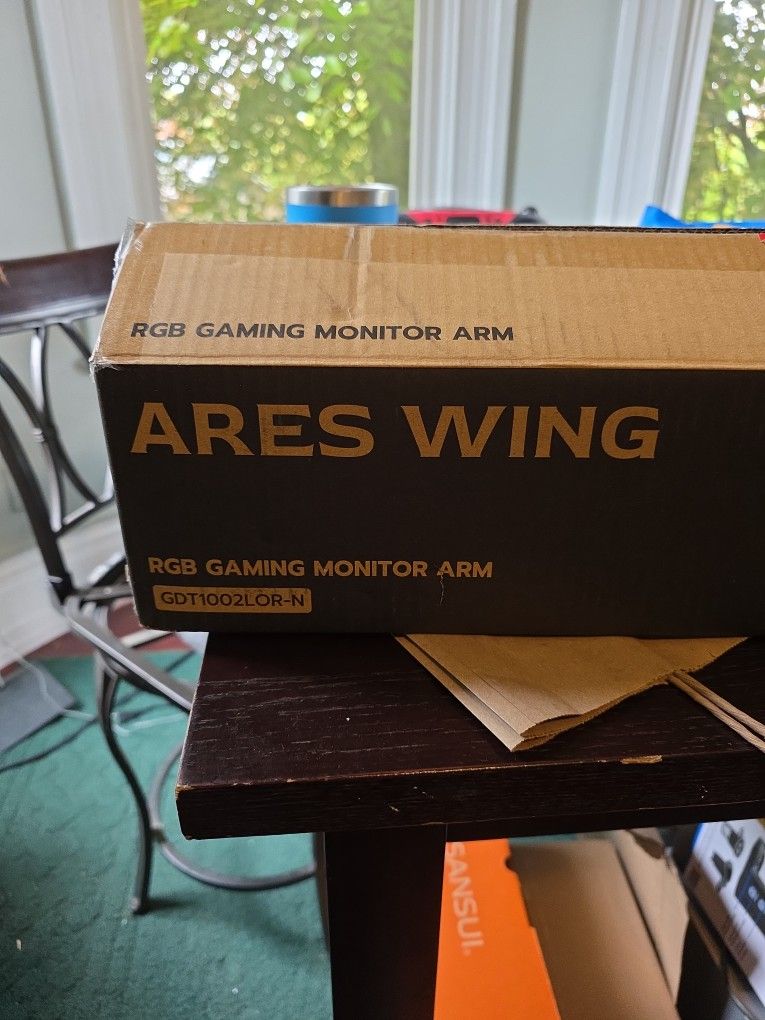 RGB GAMING MONITOR ARM
ARES WING
RGB GAMING MONITOR ARM
GDT1002LOR-N
SANSUI